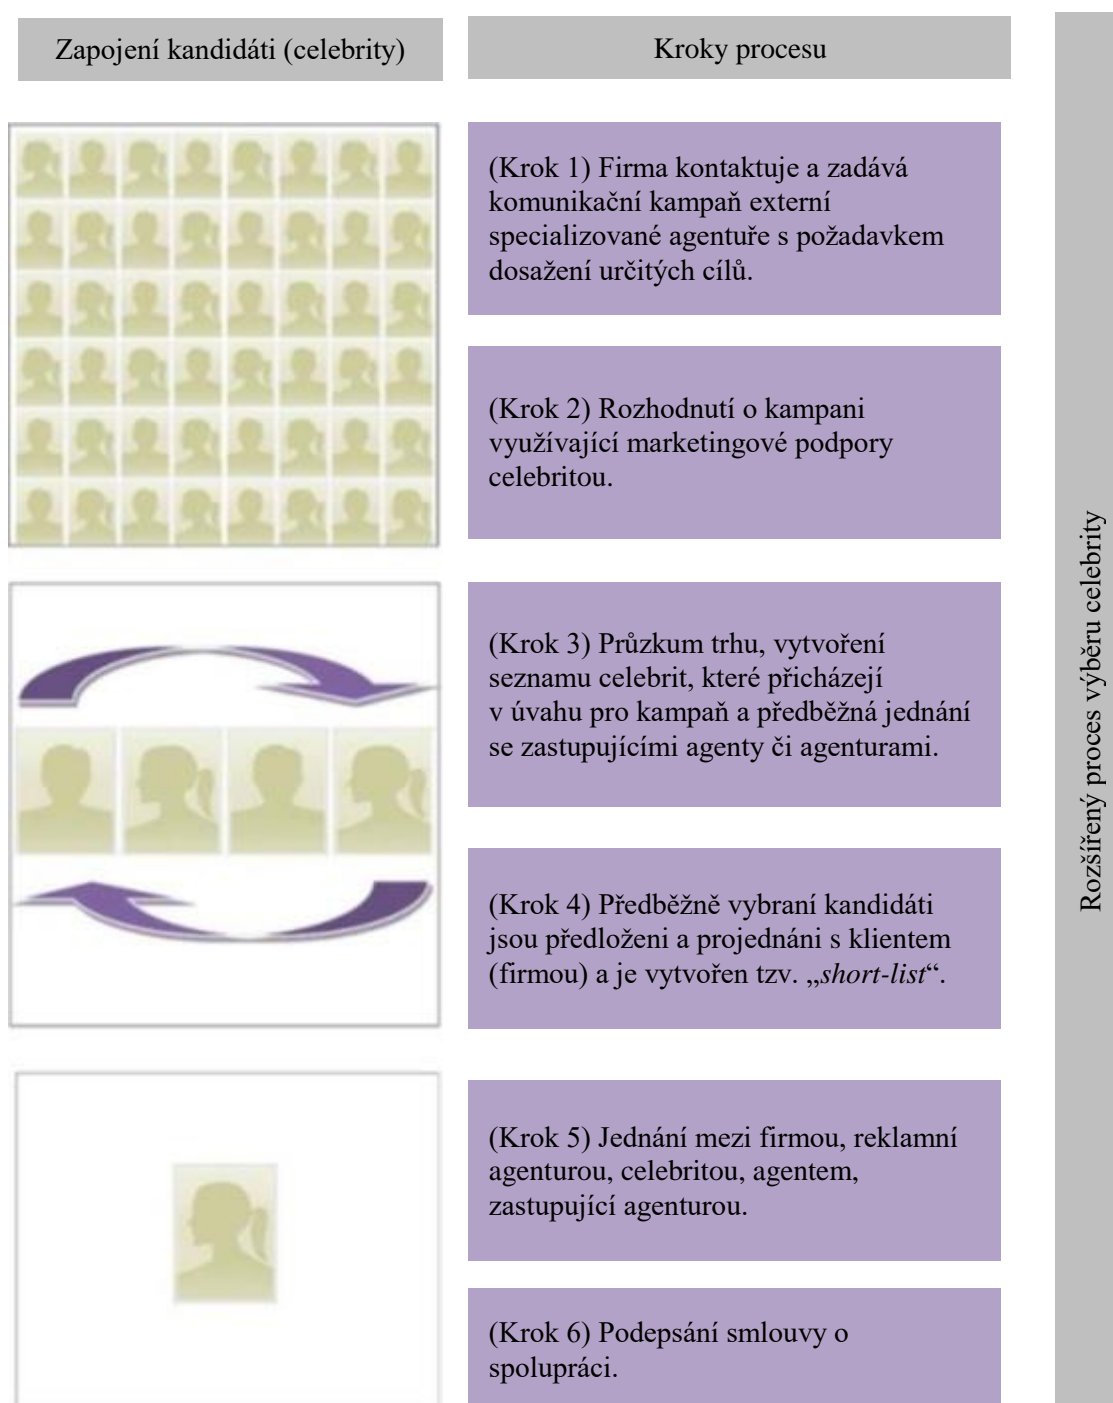 Zapojení kandidáti (celebrity)
Kroky procesu
(Krok 1) Firma kontaktuje a zadává
komunikační kampaň externí
specializované agentuře s požadavkem
dosažení určitých cílů.
(Krok 2) Rozhodnutí o kampani
využívající marketingové podpory
celebritou.
(Krok 3) Průzkum trhu, vytvoření
seznamu celebrit, které přicházejí
v úvahu pro kampaň a předběžná jednání
se zastupujícími agenty či agenturami.
(Krok 4) Předběžně vybraní kandidáti
jsou předloženi a projednáni s klientem
(firmou) a je vytvořen tzv. „short-list“.
(Krok 5) Jednání mezi firmou, reklamní
agenturou, celebritou, agentem,
zastupující agenturou.
(Krok 6) Podepsání smlouvy o
spolupráci.
Rozšířený proces výběru celebrity